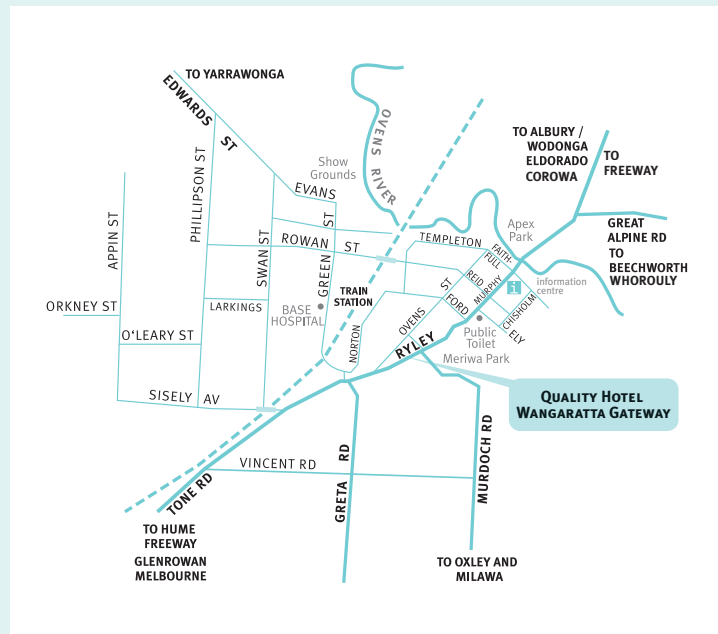 TO YARRAWONGA
EDWARDS ST
OVENS RIVER
TO ALBURY /
WODONGA
ELDORADO
COROWA
TO
FREEWAY
Show
Grounds
EVANS
PHILLIPSON ST
APPIN ST
SWAN ST
GREEN ST
ROWAN ST
TEMPLETON
FAITH-
FULL
Apex
Park
GREAT
ALPINE RD
TO
BEECHWORTH
WHOROULY
REID
MURPHY
i
information
centre
TRAIN
STATION
ORKNEY ST
LARKINGS
BASE
HOSPITAL
OVENS ST
FORD
CHISHOLM
ELY
O'LEARY ST
NORTON
RYLEY
Public
Toilet
Meriwa Park
SISELY AV
QUALITY HOTEL
WANGARATTA GATEWAY
VINCENT RD
TONE RD
GRETA RD
MURDOCH RD
TO HUME
FREEWAY
GLENROWAN
MELBOURNE
TO OXLEY AND
MILAWA